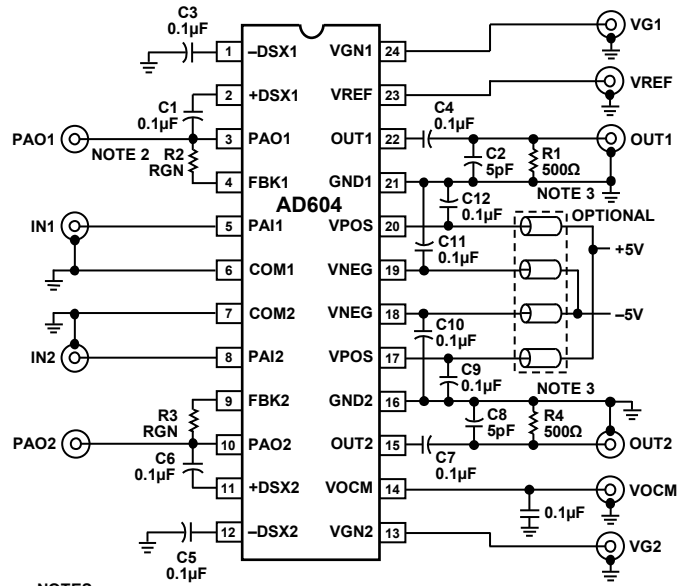 C3
0.1µF
1 –DSX1 VGN1 24 VG1
C1
0.1µF
2 +DSX1 VREF 23 VREF
C4
0.1µF
PAO1 NOTE 2 R2
RGN
3 PAO1 OUT1 22 OUT1
C2
5pF
R1
500Ω
4 FBK1 GND1 21
AD604
C12
0.1µF
NOTE 3
OPTIONAL
IN1 5 PAI1 VPOS 20
+5V
C11
0.1µF
6 COM1 VNEG 19
7 COM2 VNEG 18 –5V
C10
0.1µF
IN2 8 PAI2 VPOS 17
C9
0.1µF
9 FBK2 GND2 16
NOTE 3
R3
RGN
C8
5pF
R4
500Ω
PAO2 10 PAO2 OUT2 15 OUT2
C6
0.1µF
C7
0.1µF
11 +DSX2 VOCM 14 VOCM
0.1µF
12 –DSX2 VGN2 13 VG2
C5
0.1µF